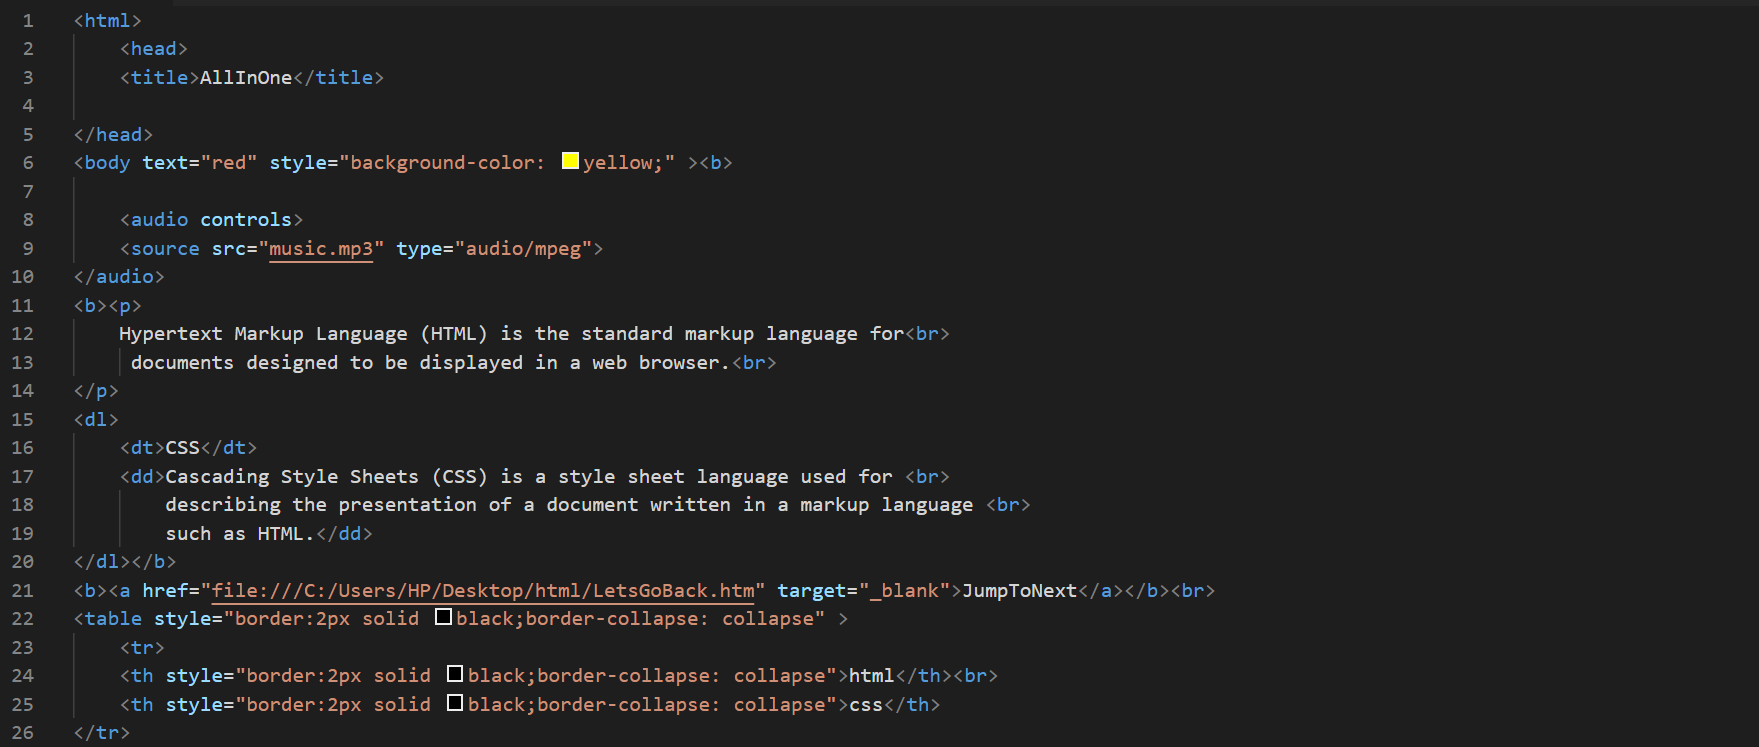 1 <html>
2 <head>
3 <title>AllInOne</title>
4
5 </head>
6 <body text="red" style="background-color: yellow;" ><b>
7
8 <audio controls>
9 <source src="music.mp3" type="audio/mpeg">
10 </audio>
11 <b><p>
12 Hypertext Markup Language (HTML) is the standard markup language for<br>
13 documents designed to be displayed in a web browser.<br>
14 </p>
15 <dl>
16 <dt>CSS</dt>
17 <dd>Cascading Style Sheets (CSS) is a style sheet language used for <br>
18 describing the presentation of a document written in a markup language <br>
19 such as HTML.</dd>
20 </dl></b>
21 <b><a href="file:///C:/Users/HP/Desktop/html/LetsGoBack.htm" target="_blank">JumpToNext</a></b><br>
22 <table style="border:2px solid black;border-collapse: collapse" >
23 <tr>
24 <th style="border:2px solid black;border-collapse: collapse">html</th><br>
25 <th style="border:2px solid black;border-collapse: collapse">css</th>
26 </tr>